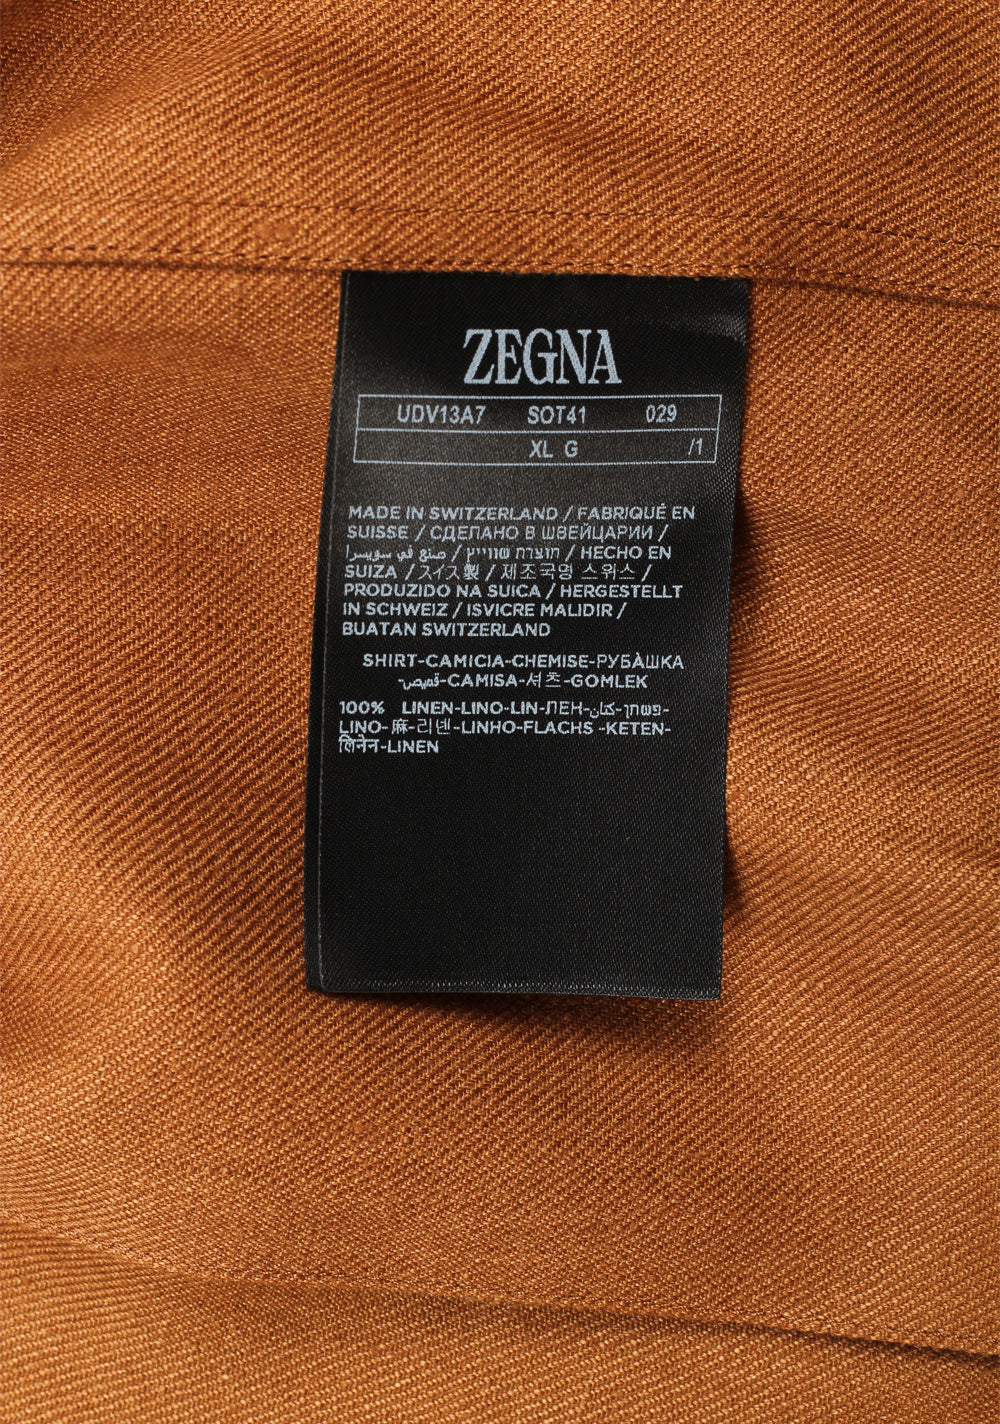 ZEGNA
UDV13A7 SOT41 029
XL G /1
MADE IN SWITZERLAND / FABRIQUÉ EN
SUISSE / СДЕЛАНО В ШВЕЙЦАРИИ /
صنع في سويسرا / תוצרת שווייץ / HECHO EN
SUIZA / スイス製 / 제조국명 스위스 /
PRODUZIDO NA SUICA / HERGESTELLT
IN SCHWEIZ / ISVICRE MALIDIR /
BUATAN SWITZERLAND
SHIRT-CAMICIA-CHEMISE-РУБÀШКА
قميص-CAMISA-셔츠-GOMLEK
100% LINEN-LINO-LIN-ЛЕН-كتان-פשתן-
LINO-麻-리넨-LINHO-FLACHS -KETEN-
लिनेन-LINEN